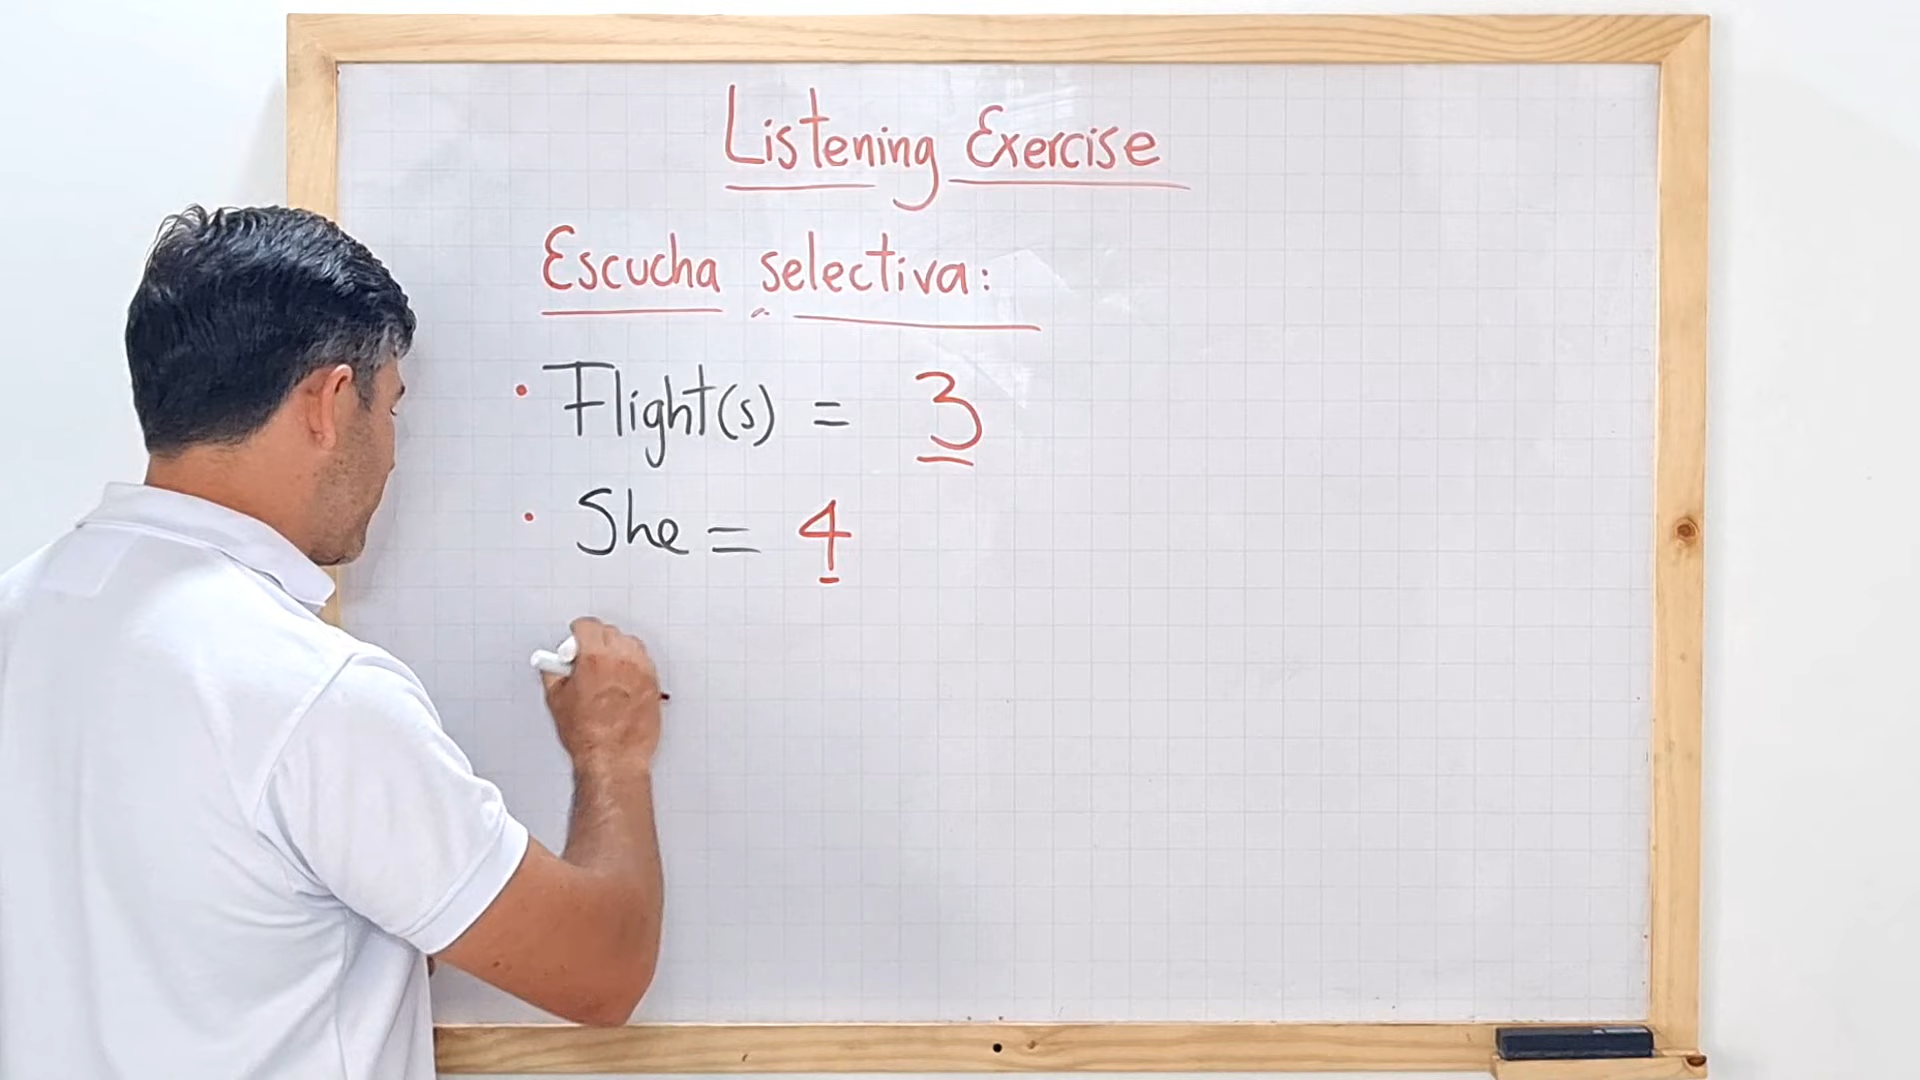 Listening Exercise
Escucha selectiva:
• Flight(s) = 3
• She = 4